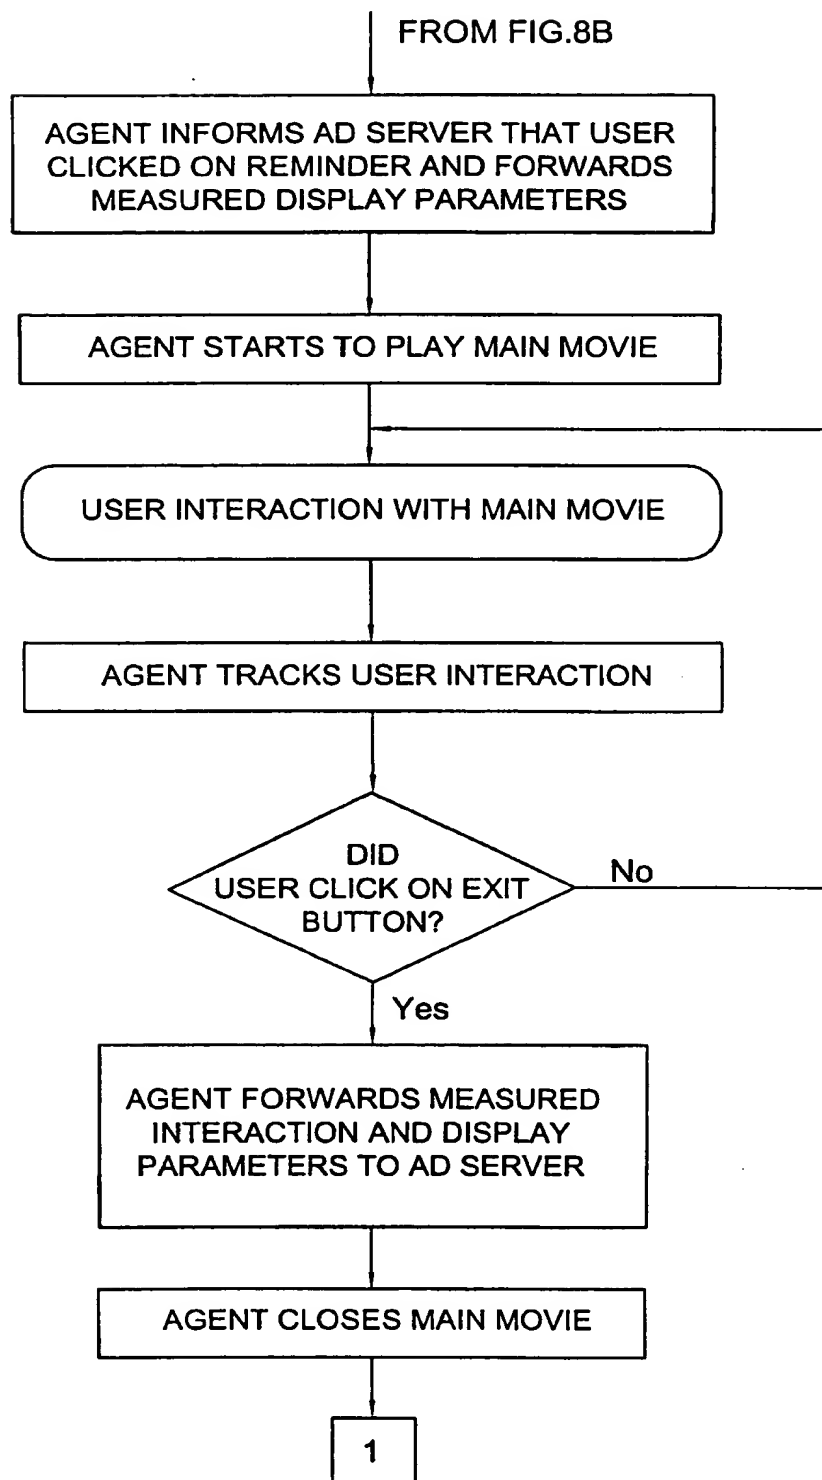 FROM FIG.8B
AGENT INFORMS AD SERVER THAT USER
CLICKED ON REMINDER AND FORWARDS
MEASURED DISPLAY PARAMETERS
AGENT STARTS TO PLAY MAIN MOVIE
USER INTERACTION WITH MAIN MOVIE
AGENT TRACKS USER INTERACTION
DID
USER CLICK ON EXIT
BUTTON?
No
Yes
AGENT FORWARDS MEASURED
INTERACTION AND DISPLAY
PARAMETERS TO AD SERVER
AGENT CLOSES MAIN MOVIE
1